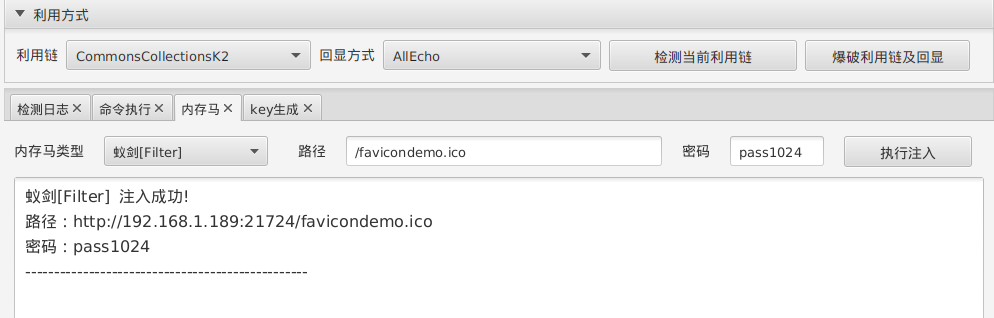 利用方式
利用链 CommonsCollectionsK2 回显方式 AllEcho 检测当前利用链 爆破利用链及回显
检测日志 命令执行 内存马 key生成
内存马类型 蚁剑[Filter] 路径 /favicondemo.ico 密码 pass1024 执行注入
蚁剑[Filter] 注入成功!
路径：http://192.168.1.189:21724/favicondemo.ico
密码：pass1024
-------------------------------------------------